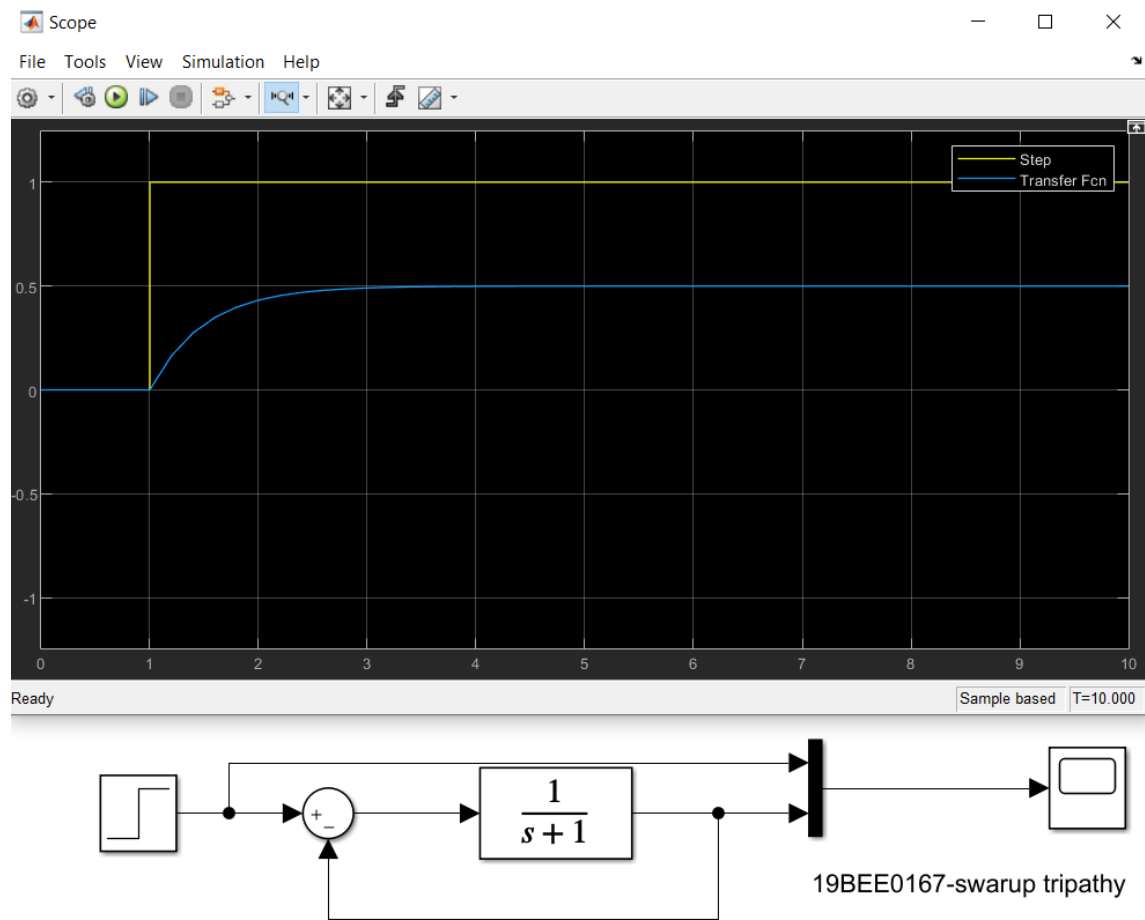 Scope
File Tools View Simulation Help
Step
Transfer Fcn
1
0.5
0
-0.5
-1
0 1 2 3 4 5 6 7 8 9 10
Ready Sample based T=10.000
+
−
1
s + 1
19BEE0167-swarup tripathy